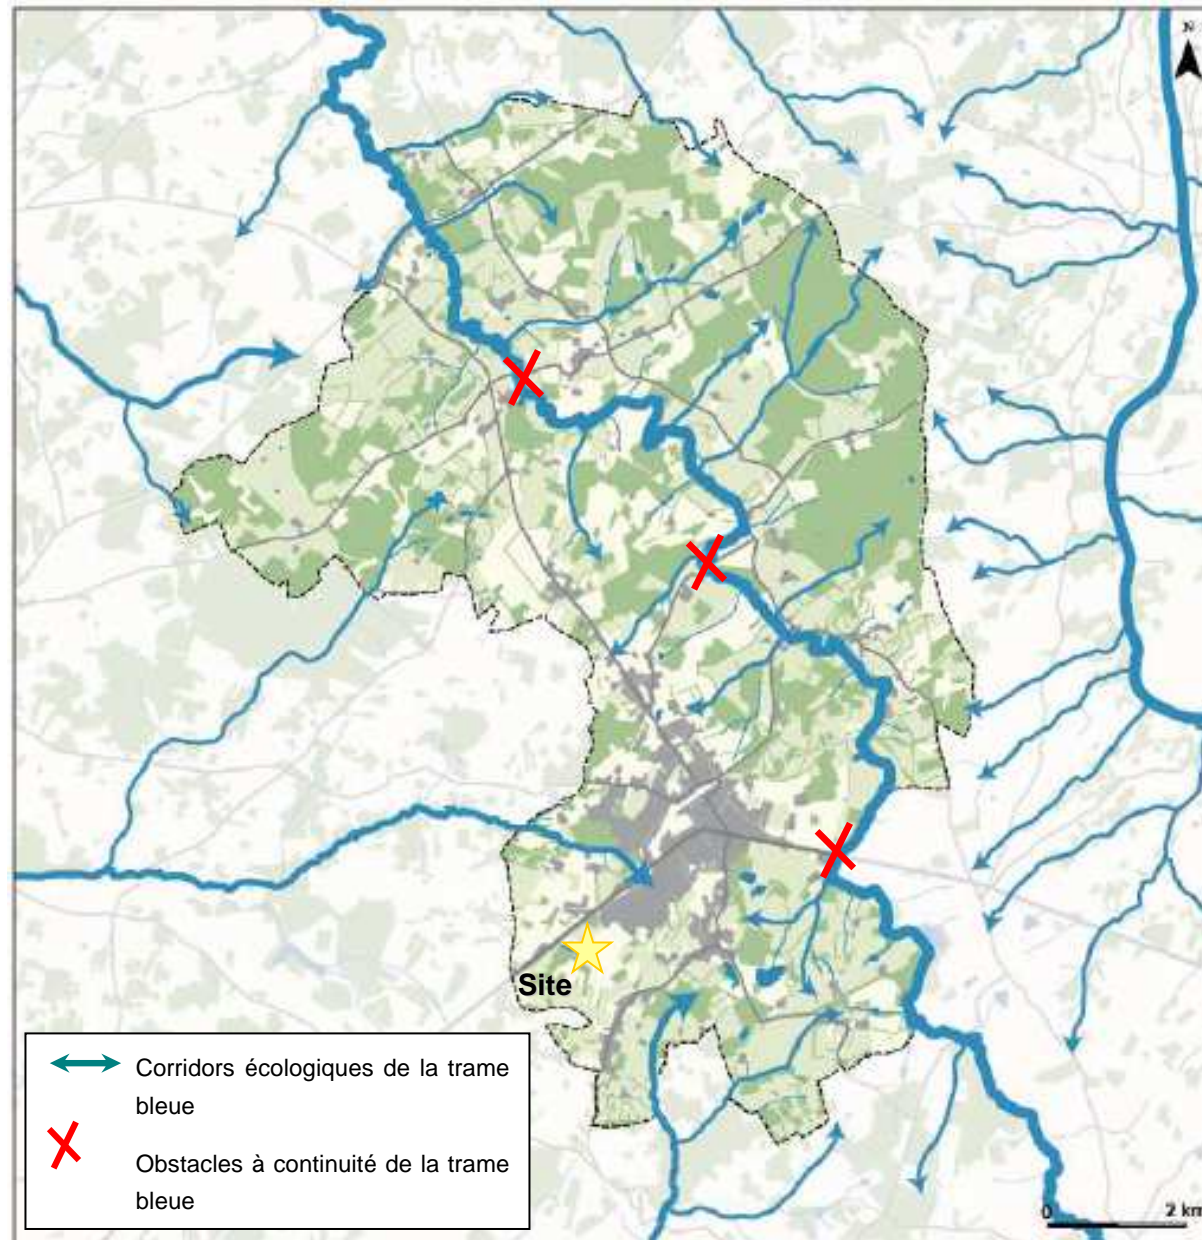 N
Site
Corridors écologiques de la trame
bleue
Obstacles à continuité de la trame
bleue
0 2 km